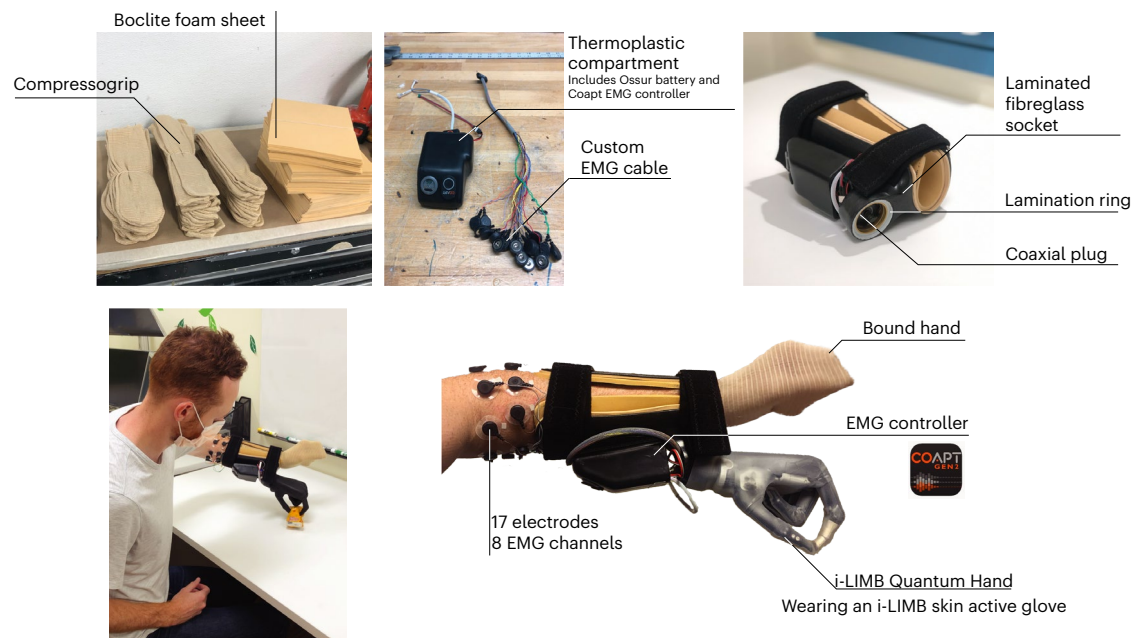 Boclite foam sheet
Compressogrip
Thermoplastic
compartment
Includes Ossur battery and
Coapt EMG controller
Custom
EMG cable
Laminated
fibreglass
socket
Lamination ring
Coaxial plug
Bound hand
EMG controller
COAPT
GEN2
17 electrodes
8 EMG channels
i-LIMB Quantum Hand
Wearing an i-LIMB skin active glove